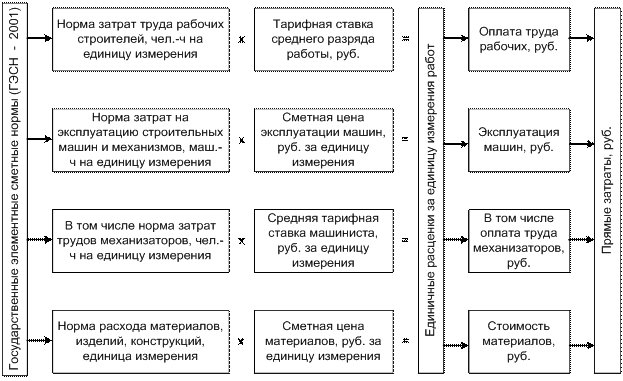 Государственные элементные сметные нормы (ГЭСН - 2001)
Норма затрат труда рабочих
строителей, чел.-ч на
единицу измерения
x
Тарифная ставка
среднего разряда
работы, руб.
=
Единичные расценки за единицу измерения работ
Оплата труда
рабочих, руб.
Прямые затраты, руб.
Норма затрат на
эксплуатацию строительных
машин и механизмов, маш.-
ч на единицу измерения
x
Сметная цена
эксплуатации машин,
руб. за единицу
измерения
=
Эксплуатация
машин, руб.
В том числе норма затрат
трудов механизаторов, чел.-
ч на единицу измерения
x
Средняя тарифная
ставка машиниста,
руб. за единицу
измерения
=
В том числе
оплата труда
механизаторов,
руб.
Норма расхода материалов,
изделий, конструкций,
единица измерения
x
Сметная цена
материалов, руб. за
единицу измерения
=
Стоимость
материалов,
руб.